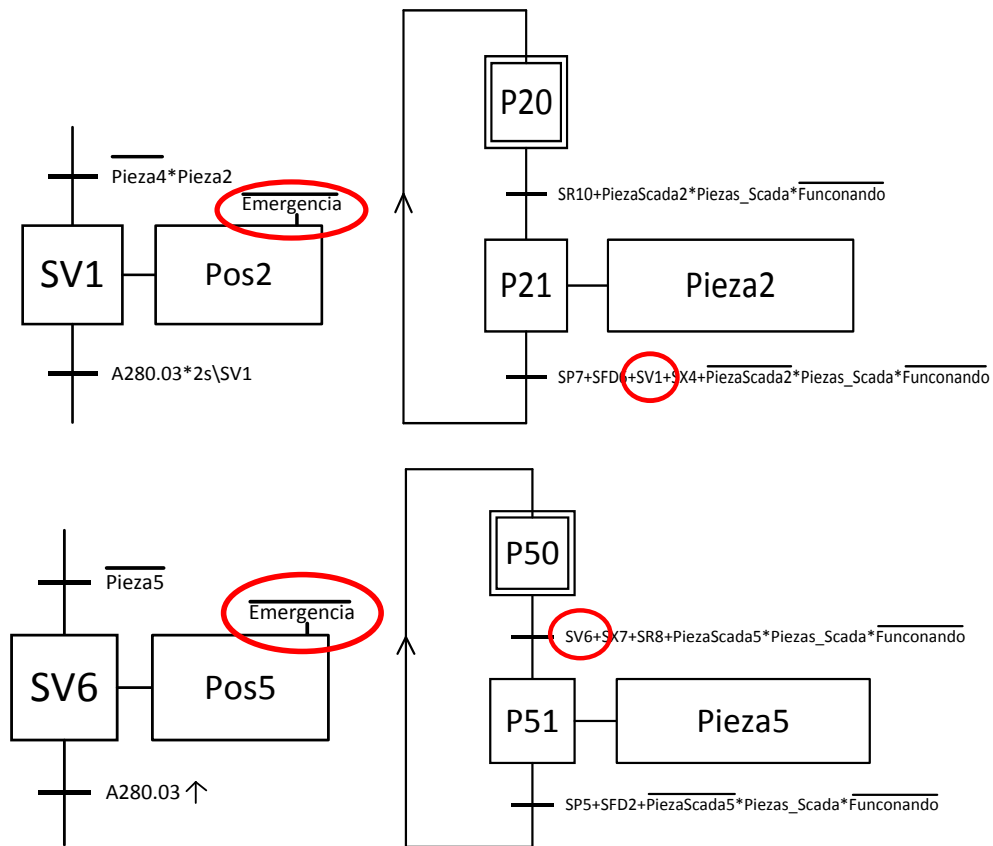 P20
Pieza4*Pieza2
Emergencia
SR10+PiezaScada2*Piezas_Scada*Funconando
SV1
Pos2
P21
Pieza2
A280.03*2s\SV1
SP7+SFD6+SV1+SX4+PiezaScada2*Piezas_Scada*Funconando
P50
Pieza5
Emergencia
SV6+SX7+SR8+PiezaScada5*Piezas_Scada*Funconando
SV6
Pos5
P51
Pieza5
A280.03 ↑
SP5+SFD2+PiezaScada5*Piezas_Scada*Funconando